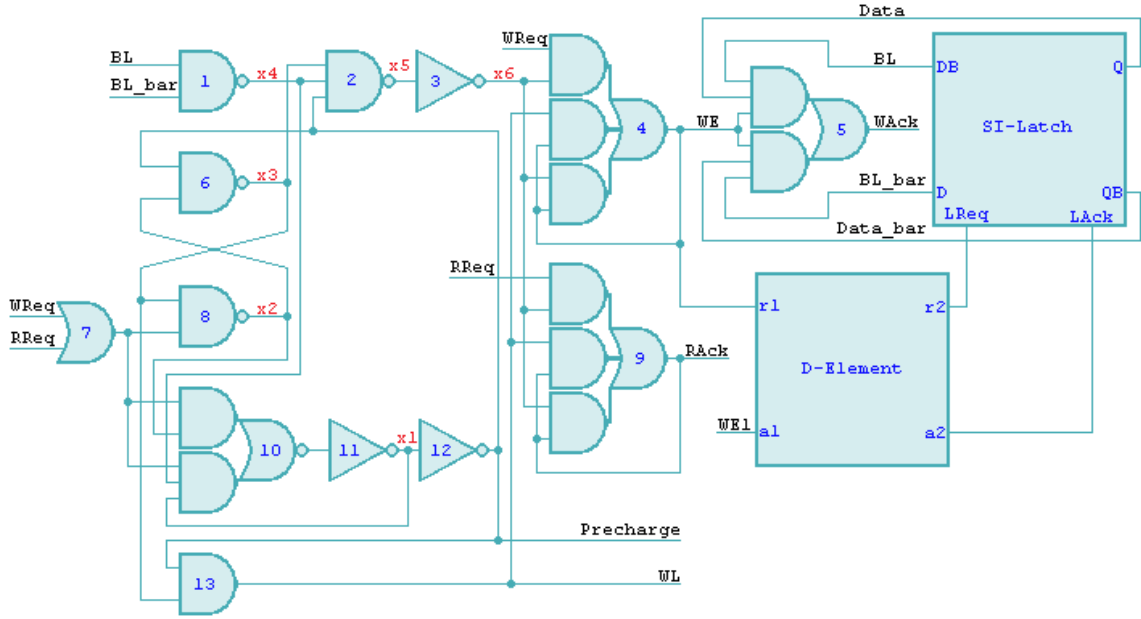 Data
WReq
BL
BL
DB
Q
BL_bar
1
x4
2
x5
3
x6
4
WE
5
WAck
SI-Latch
6
x3
BL_bar
D
QB
Data_bar
LReq
LAck
RReq
WReq
RReq
7
8
x2
r1
r2
9
RAck
D-Element
WE1
a1
a2
10
11
x1
12
Precharge
13
WL